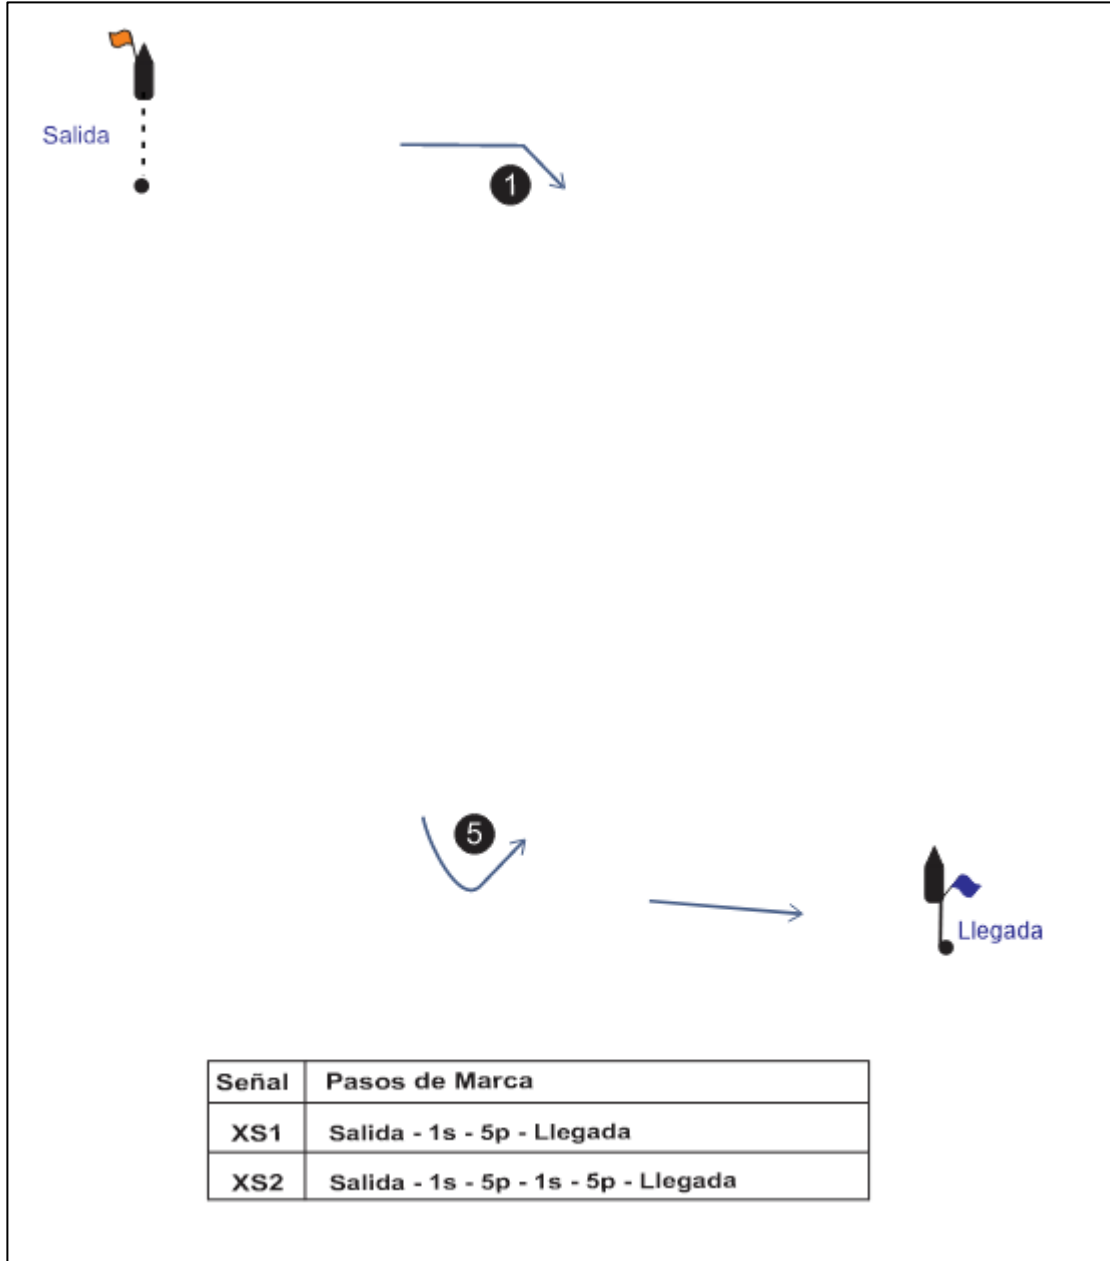 Salida
1
5
Llegada
Señal Pasos de Marca
XS1 Salida - 1s - 5p - Llegada
XS2 Salida - 1s - 5p - 1s - 5p - Llegada